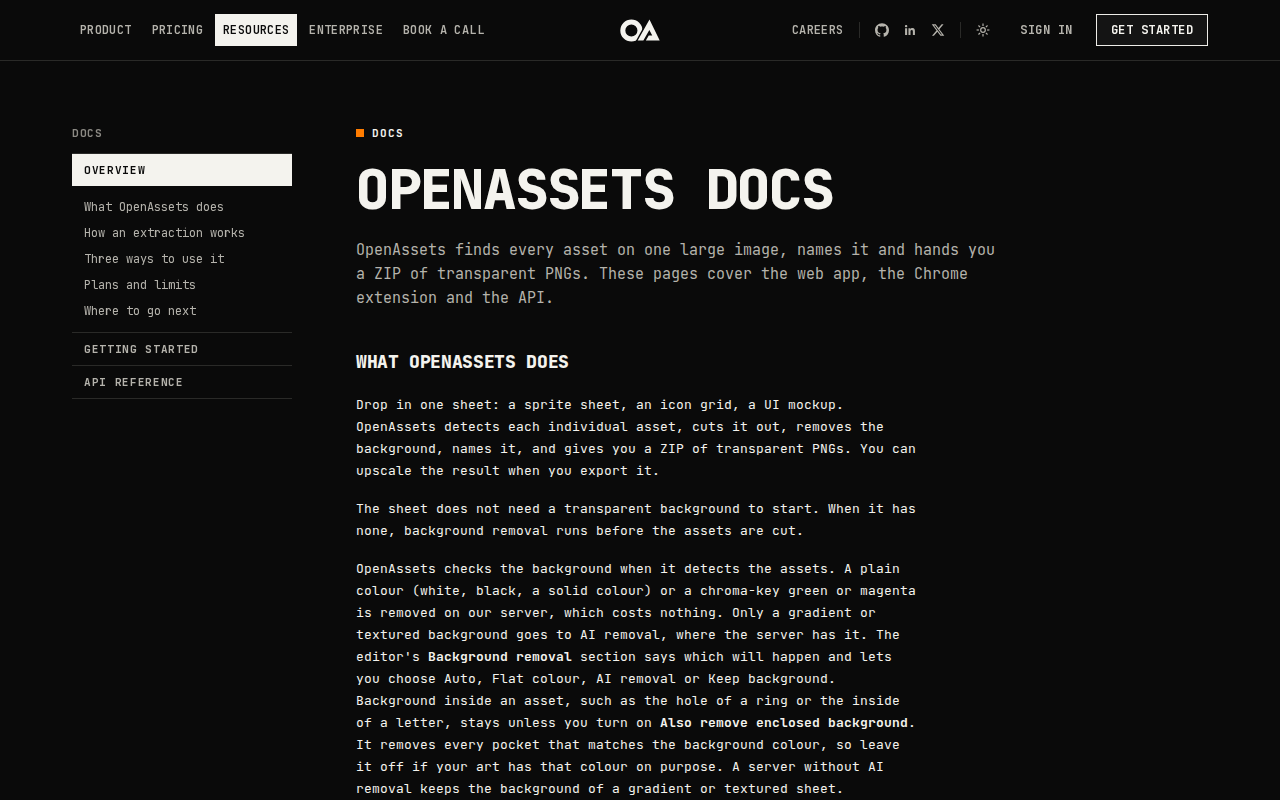 PRODUCT PRICING RESOURCES ENTERPRISE BOOK A CALL OA CAREERS SIGN IN GET STARTED
DOCS
OVERVIEW
What OpenAssets does
How an extraction works
Three ways to use it
Plans and limits
Where to go next
GETTING STARTED
API REFERENCE
DOCS
OPENASSETS DOCS
OpenAssets finds every asset on one large image, names it and hands you
a ZIP of transparent PNGs. These pages cover the web app, the Chrome
extension and the API.
WHAT OPENASSETS DOES
Drop in one sheet: a sprite sheet, an icon grid, a UI mockup.
OpenAssets detects each individual asset, cuts it out, removes the
background, names it, and gives you a ZIP of transparent PNGs. You can
upscale the result when you export it.
The sheet does not need a transparent background to start. When it has
none, background removal runs before the assets are cut.
OpenAssets checks the background when it detects the assets. A plain
colour (white, black, a solid colour) or a chroma-key green or magenta
is removed on our server, which costs nothing. Only a gradient or
textured background goes to AI removal, where the server has it. The
editor's Background removal section says which will happen and lets
you choose Auto, Flat colour, AI removal or Keep background.
Background inside an asset, such as the hole of a ring or the inside
of a letter, stays unless you turn on Also remove enclosed background.
It removes every pocket that matches the background colour, so leave
it off if your art has that colour on purpose. A server without AI
removal keeps the background of a gradient or textured sheet.